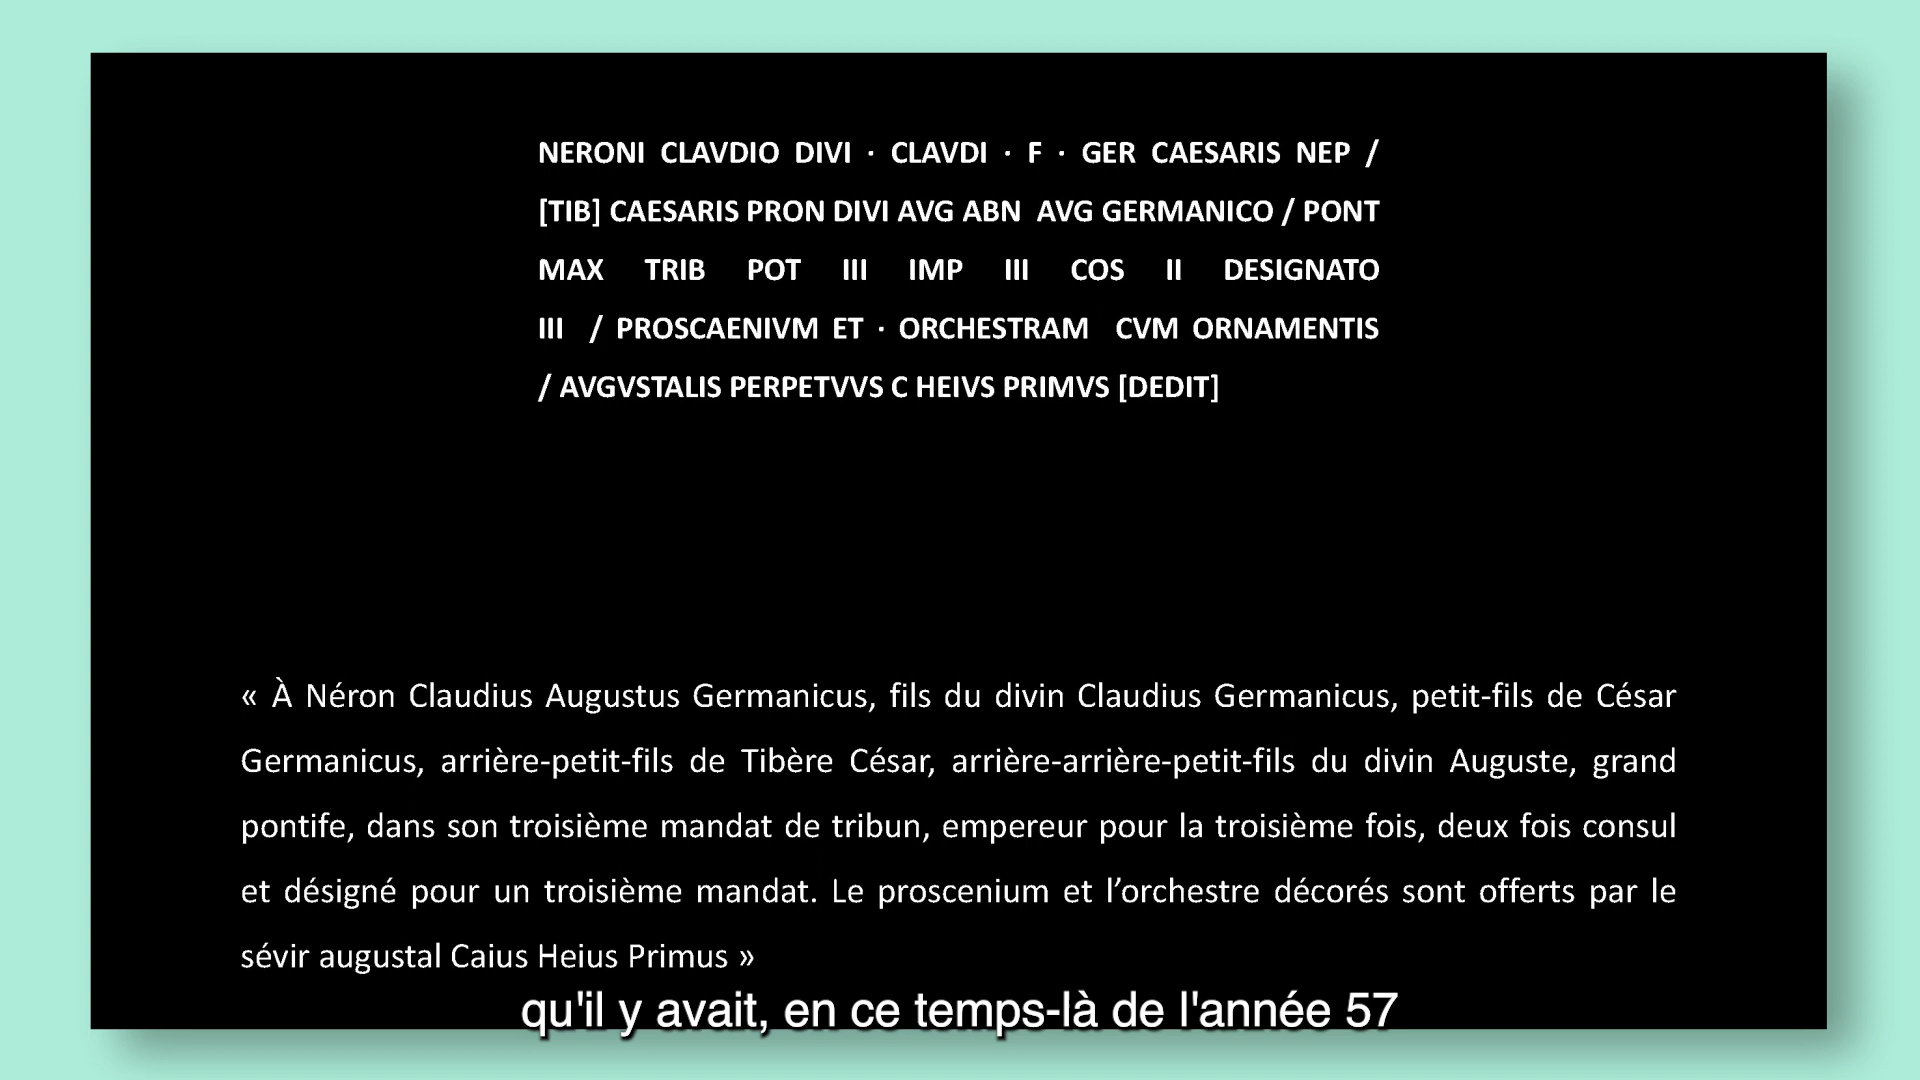 NERONI CLAVDIO DIVI · CLAVDI · F · GER CAESARIS NEP /
[TIB] CAESARIS PRON DIVI AVG ABN AVG GERMANICO / PONT
MAX TRIB POT III IMP III COS II DESIGNATO
III / PROSCAENIVM ET · ORCHESTRAM CVM ORNAMENTIS
/ AVGVSTALIS PERPETVVS C HEIVS PRIMVS [DEDIT]
« À Néron Claudius Augustus Germanicus, fils du divin Claudius Germanicus, petit-fils de César
Germanicus, arrière-petit-fils de Tibère César, arrière-arrière-petit-fils du divin Auguste, grand
pontife, dans son troisième mandat de tribun, empereur pour la troisième fois, deux fois consul
et désigné pour un troisième mandat. Le proscenium et l’orchestre décorés sont offerts par le
sévir augustal Caius Heius Primus »
qu'il y avait, en ce temps-là de l'année 57